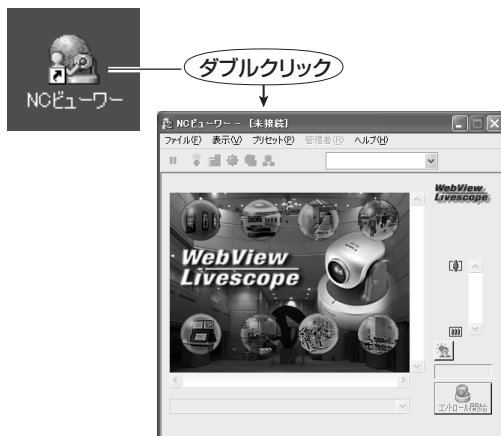 NCビューワー
ダブルクリック
NCビューワー - [未接続]
ファイル(F) 表示(V) プリセット(P) 管理者(R) ヘルプ(H)
WebView
Livescope
WebView
Livescope
コントロール開始